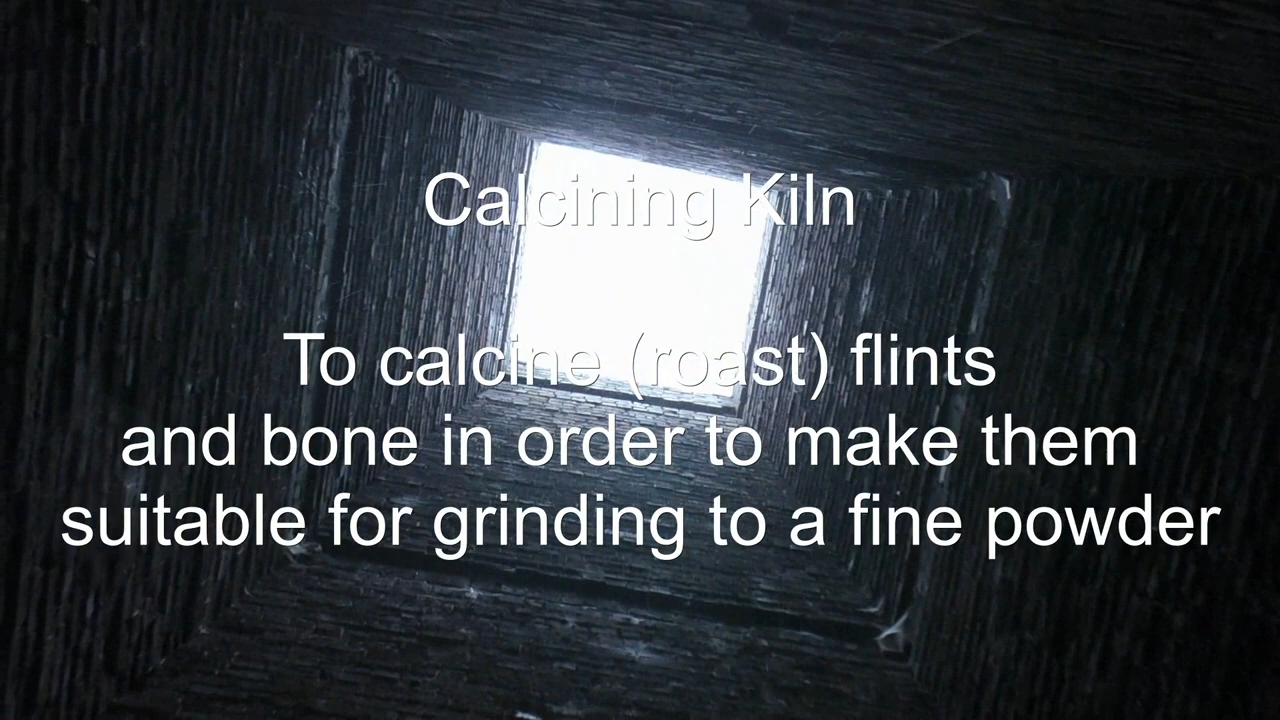 Calcining Kiln
To calcine (roast) flints
and bone in order to make them
suitable for grinding to a fine powder